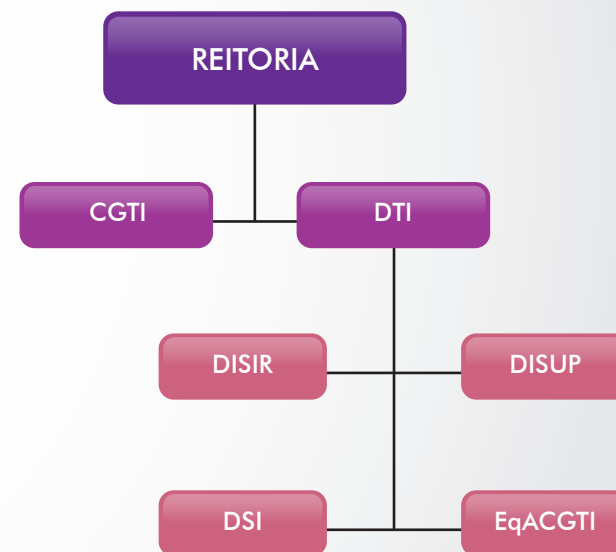 REITORIA
CGTI
DTI
DISIR
DISUP
DSI
EqACGTI